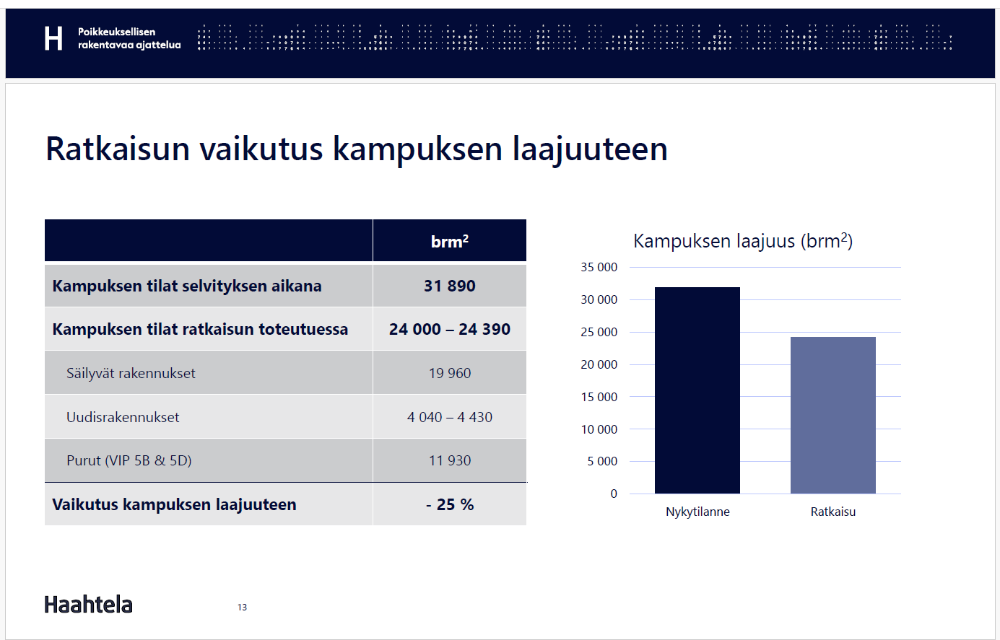 Poikkeuksellisen
rakentavaa ajattelua
Ratkaisun vaikutus kampuksen laajuuteen
brm²
Kampuksen tilat selvityksen aikana 31 890
Kampuksen tilat ratkaisun toteutuessa 24 000 – 24 390
Säilyvät rakennukset 19 960
Uudisrakennukset 4 040 – 4 430
Purut (VIP 5B & 5D) 11 930
Vaikutus kampuksen laajuuteen - 25 %
Kampuksen laajuus (brm²)
35 000
30 000
25 000
20 000
15 000
10 000
5 000
0
Nykytilanne Ratkaisu
Haahtela 13